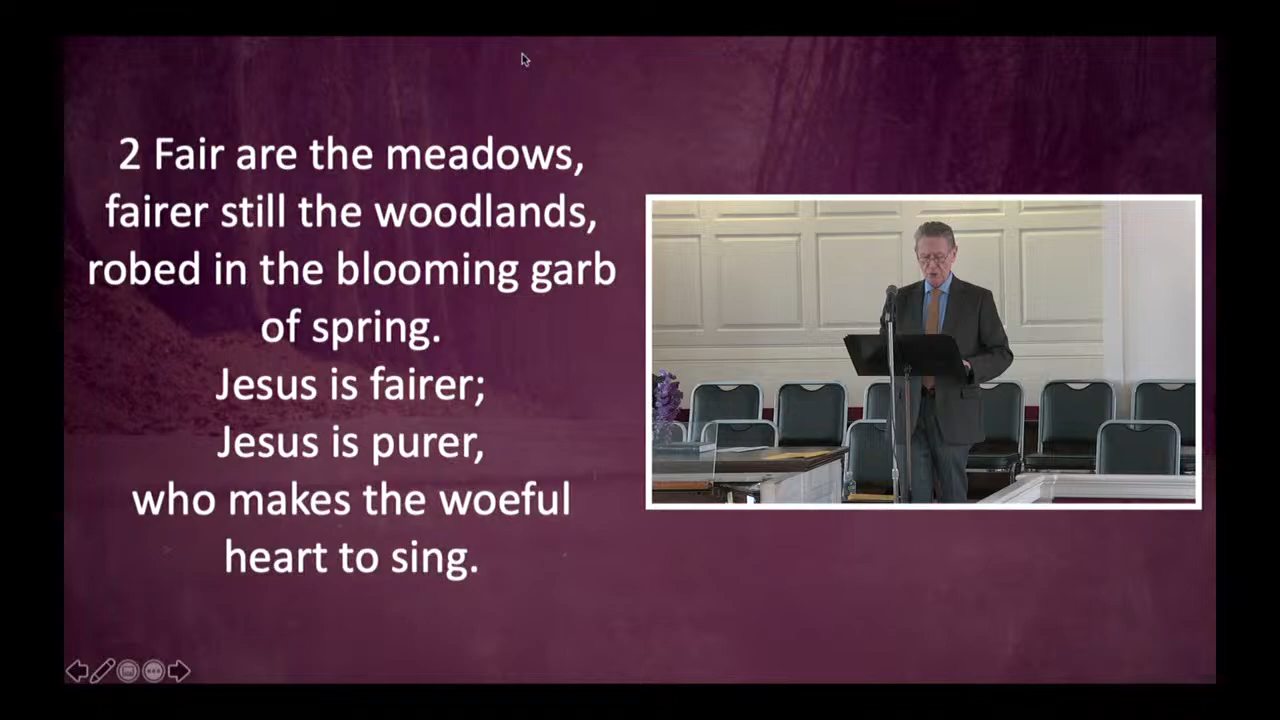 2 Fair are the meadows,
fairer still the woodlands,
robed in the blooming garb
of spring.
Jesus is fairer;
Jesus is purer,
who makes the woeful
heart to sing.